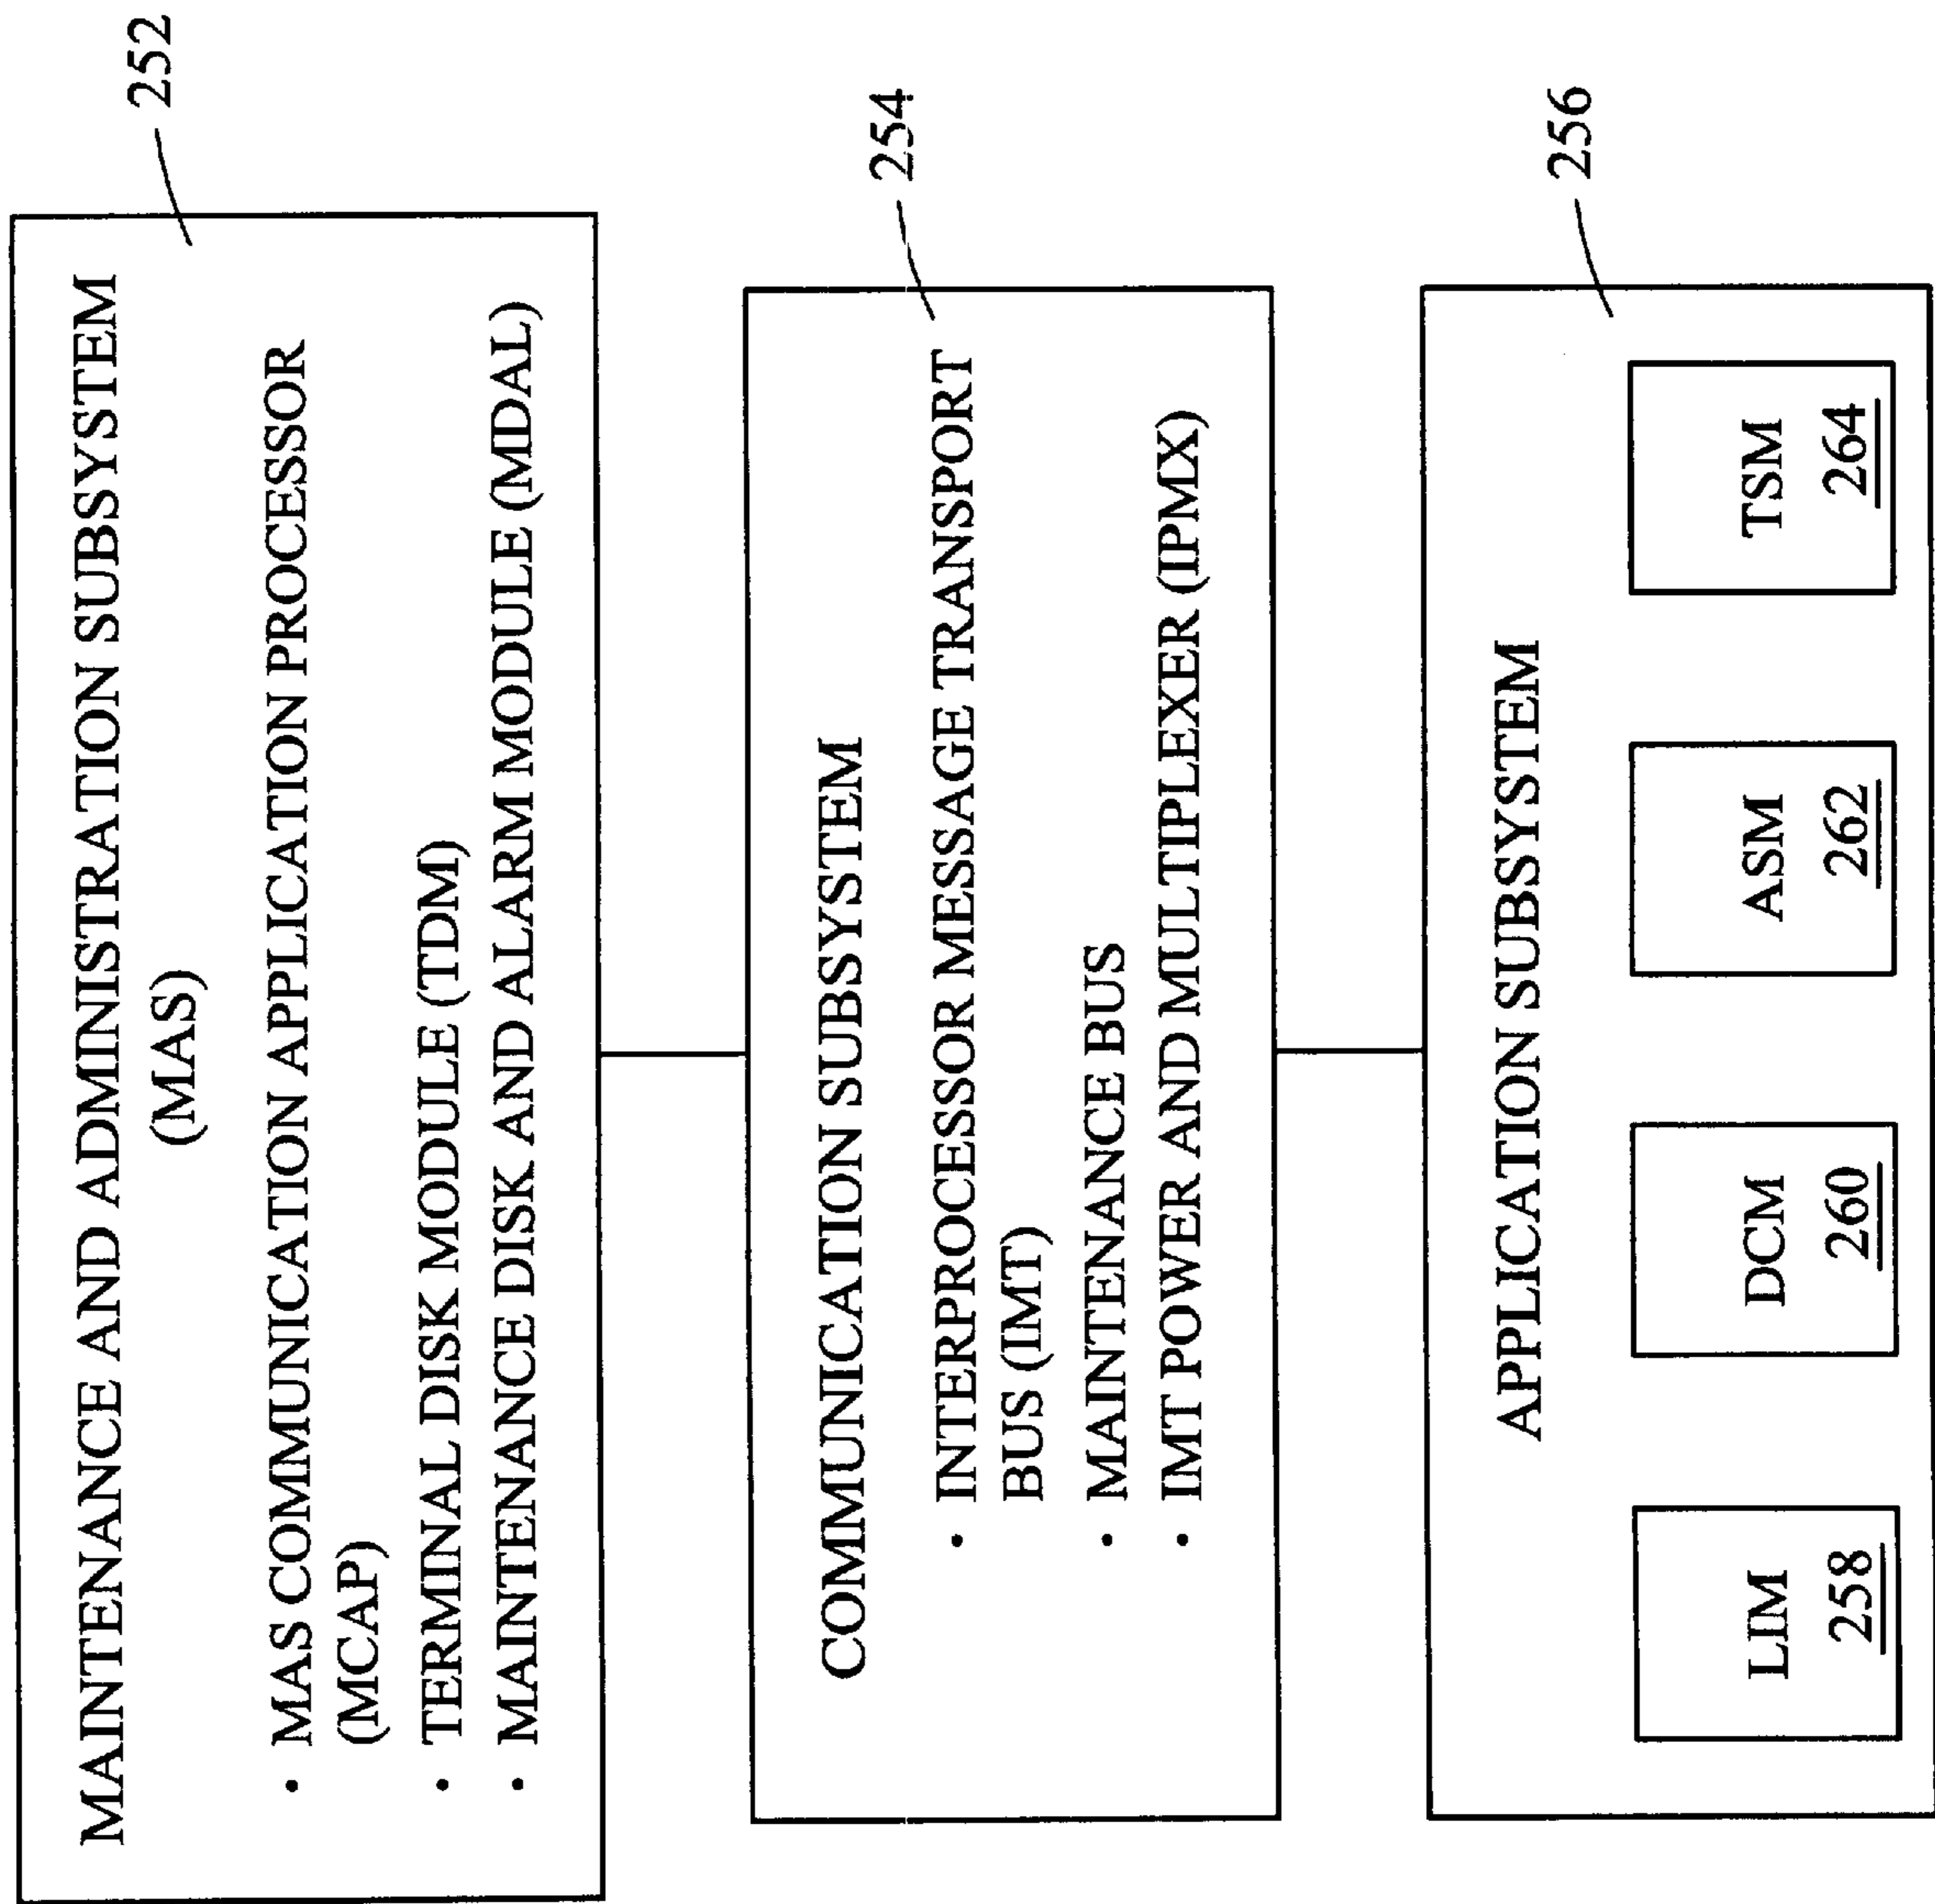 MAINTENANCE AND ADMINISTRATION SUBSYSTEM
(MAS)
252
· MAS COMMUNICATION APPLICATION PROCESSOR
(MCAP)
· TERMINAL DISK MODULE (TDM)
· MAINTENANCE DISK AND ALARM MODULE (MDAL)
COMMUNICATION SUBSYSTEM
254
· INTERPROCESSOR MESSAGE TRANSPORT
BUS (IMT)
· MAINTENANCE BUS
· IMT POWER AND MULTIPLEXER (IPMX)
APPLICATION SUBSYSTEM
256
LIM
258
DCM
260
ASM
262
TSM
264